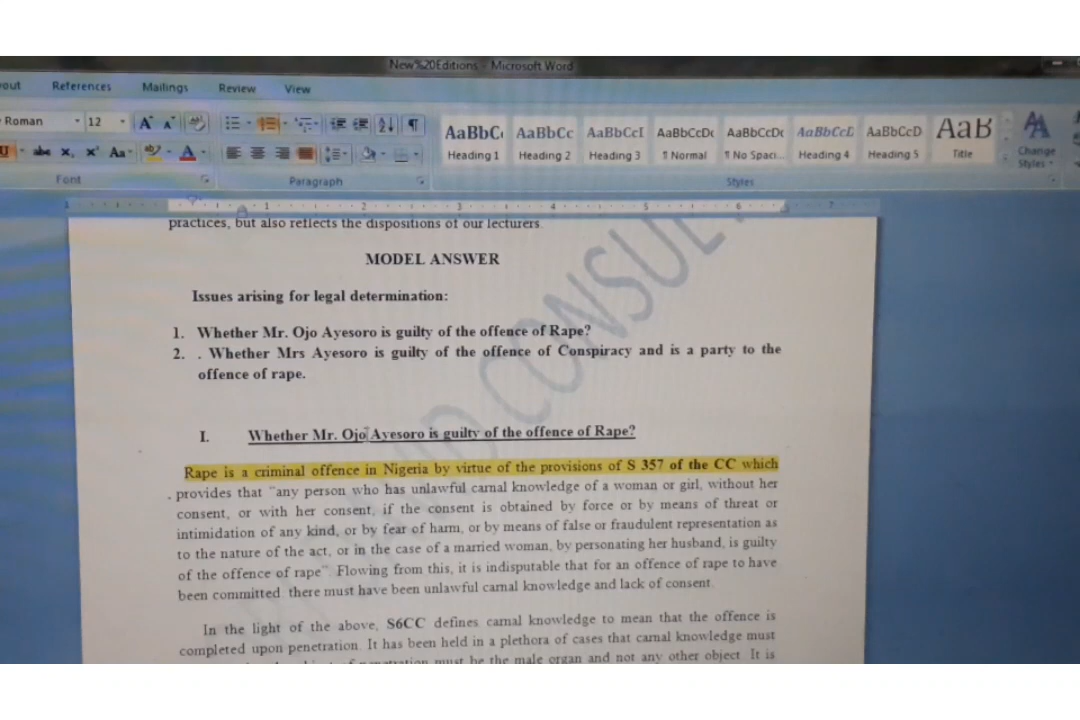 New%20Editions - Microsoft Word
out References Mailings Review View
Roman 12 A A
U abc x, x² Aa A
AaBbC AaBbCc AaBbCcI AaBbCcDc AaBbCcDc AaBbCcD AaBbCcD AaB
Heading 1 Heading 2 Heading 3 ¶ Normal ¶ No Spaci... Heading 4 Heading 5 Title Change
Styles
Font Paragraph Styles
1 2 3 4 5 6 7
practices, but also reflects the dispositions of our lecturers.
MODEL ANSWER
Issues arising for legal determination:
1. Whether Mr. Ojo Ayesoro is guilty of the offence of Rape?
2. . Whether Mrs Ayesoro is guilty of the offence of Conspiracy and is a party to the
offence of rape.
I. Whether Mr. Ojo Ayesoro is guilty of the offence of Rape?
Rape is a criminal offence in Nigeria by virtue of the provisions of S 357 of the CC which
provides that "any person who has unlawful carnal knowledge of a woman or girl, without her
consent, or with her consent, if the consent is obtained by force or by means of threat or
intimidation of any kind, or by fear of harm, or by means of false or fraudulent representation as
to the nature of the act, or in the case of a married woman, by personating her husband, is guilty
of the offence of rape". Flowing from this, it is indisputable that for an offence of rape to have
been committed there must have been unlawful carnal knowledge and lack of consent.
In the light of the above, S6CC defines carnal knowledge to mean that the offence is
completed upon penetration. It has been held in a plethora of cases that carnal knowledge must
of penetration must be the male organ and not any other object. It is